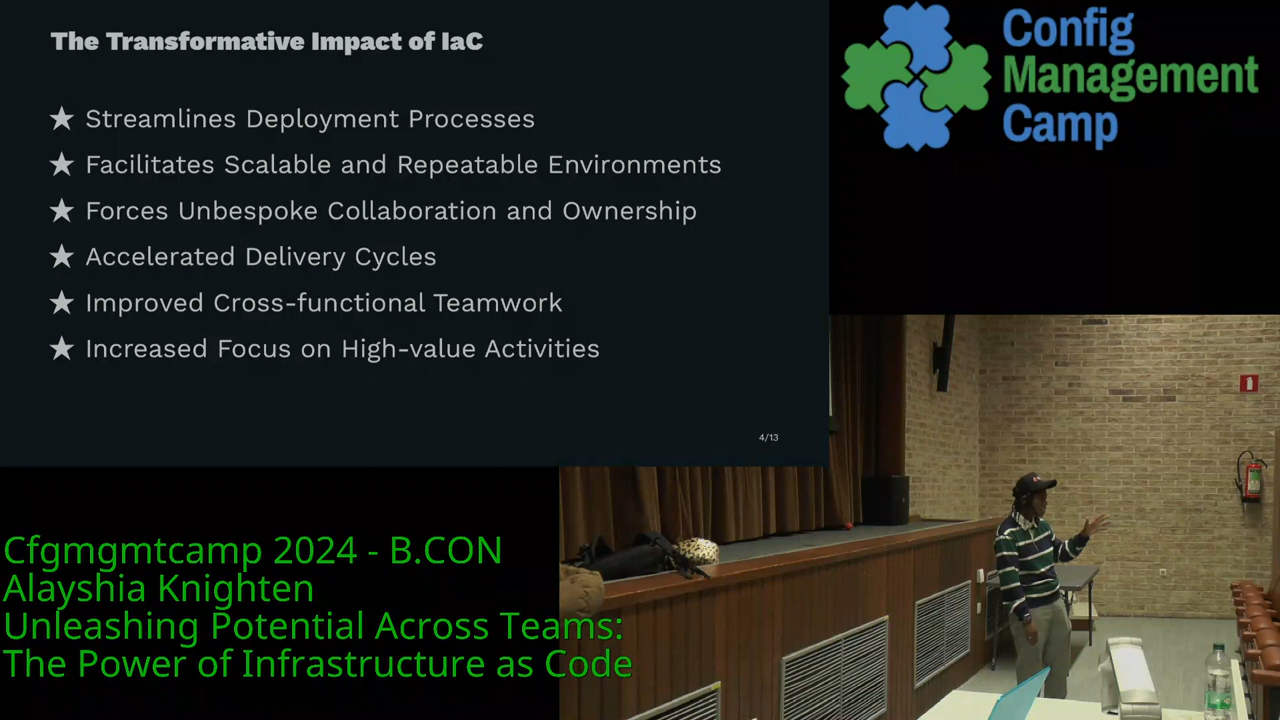 The Transformative Impact of IaC
★ Streamlines Deployment Processes
★ Facilitates Scalable and Repeatable Environments
★ Forces Unbespoke Collaboration and Ownership
★ Accelerated Delivery Cycles
★ Improved Cross-functional Teamwork
★ Increased Focus on High-value Activities
4/13
Config
Management
Camp
Cfgmgmtcamp 2024 - B.CON
Alayshia Knighten
Unleashing Potential Across Teams:
The Power of Infrastructure as Code